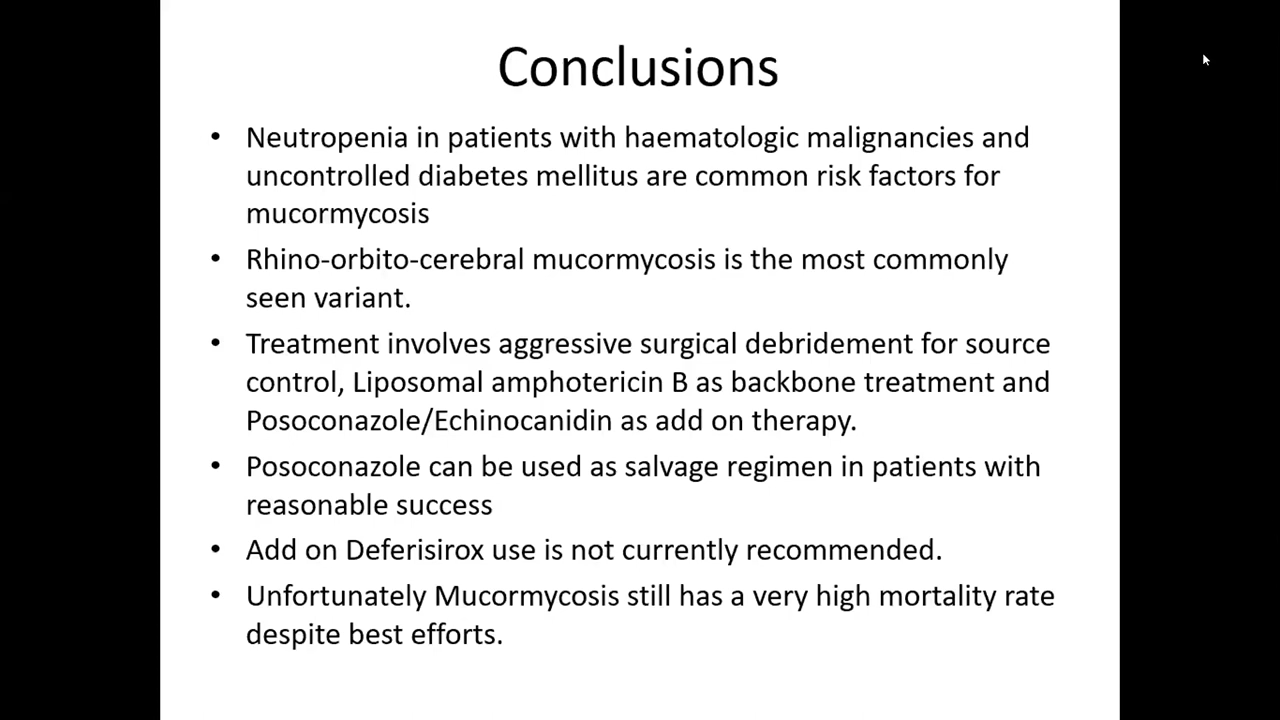 Conclusions
• Neutropenia in patients with haematologic malignancies and
uncontrolled diabetes mellitus are common risk factors for
mucormycosis
• Rhino-orbito-cerebral mucormycosis is the most commonly
seen variant.
• Treatment involves aggressive surgical debridement for source
control, Liposomal amphotericin B as backbone treatment and
Posoconazole/Echinocanidin as add on therapy.
• Posoconazole can be used as salvage regimen in patients with
reasonable success
• Add on Deferisirox use is not currently recommended.
• Unfortunately Mucormycosis still has a very high mortality rate
despite best efforts.